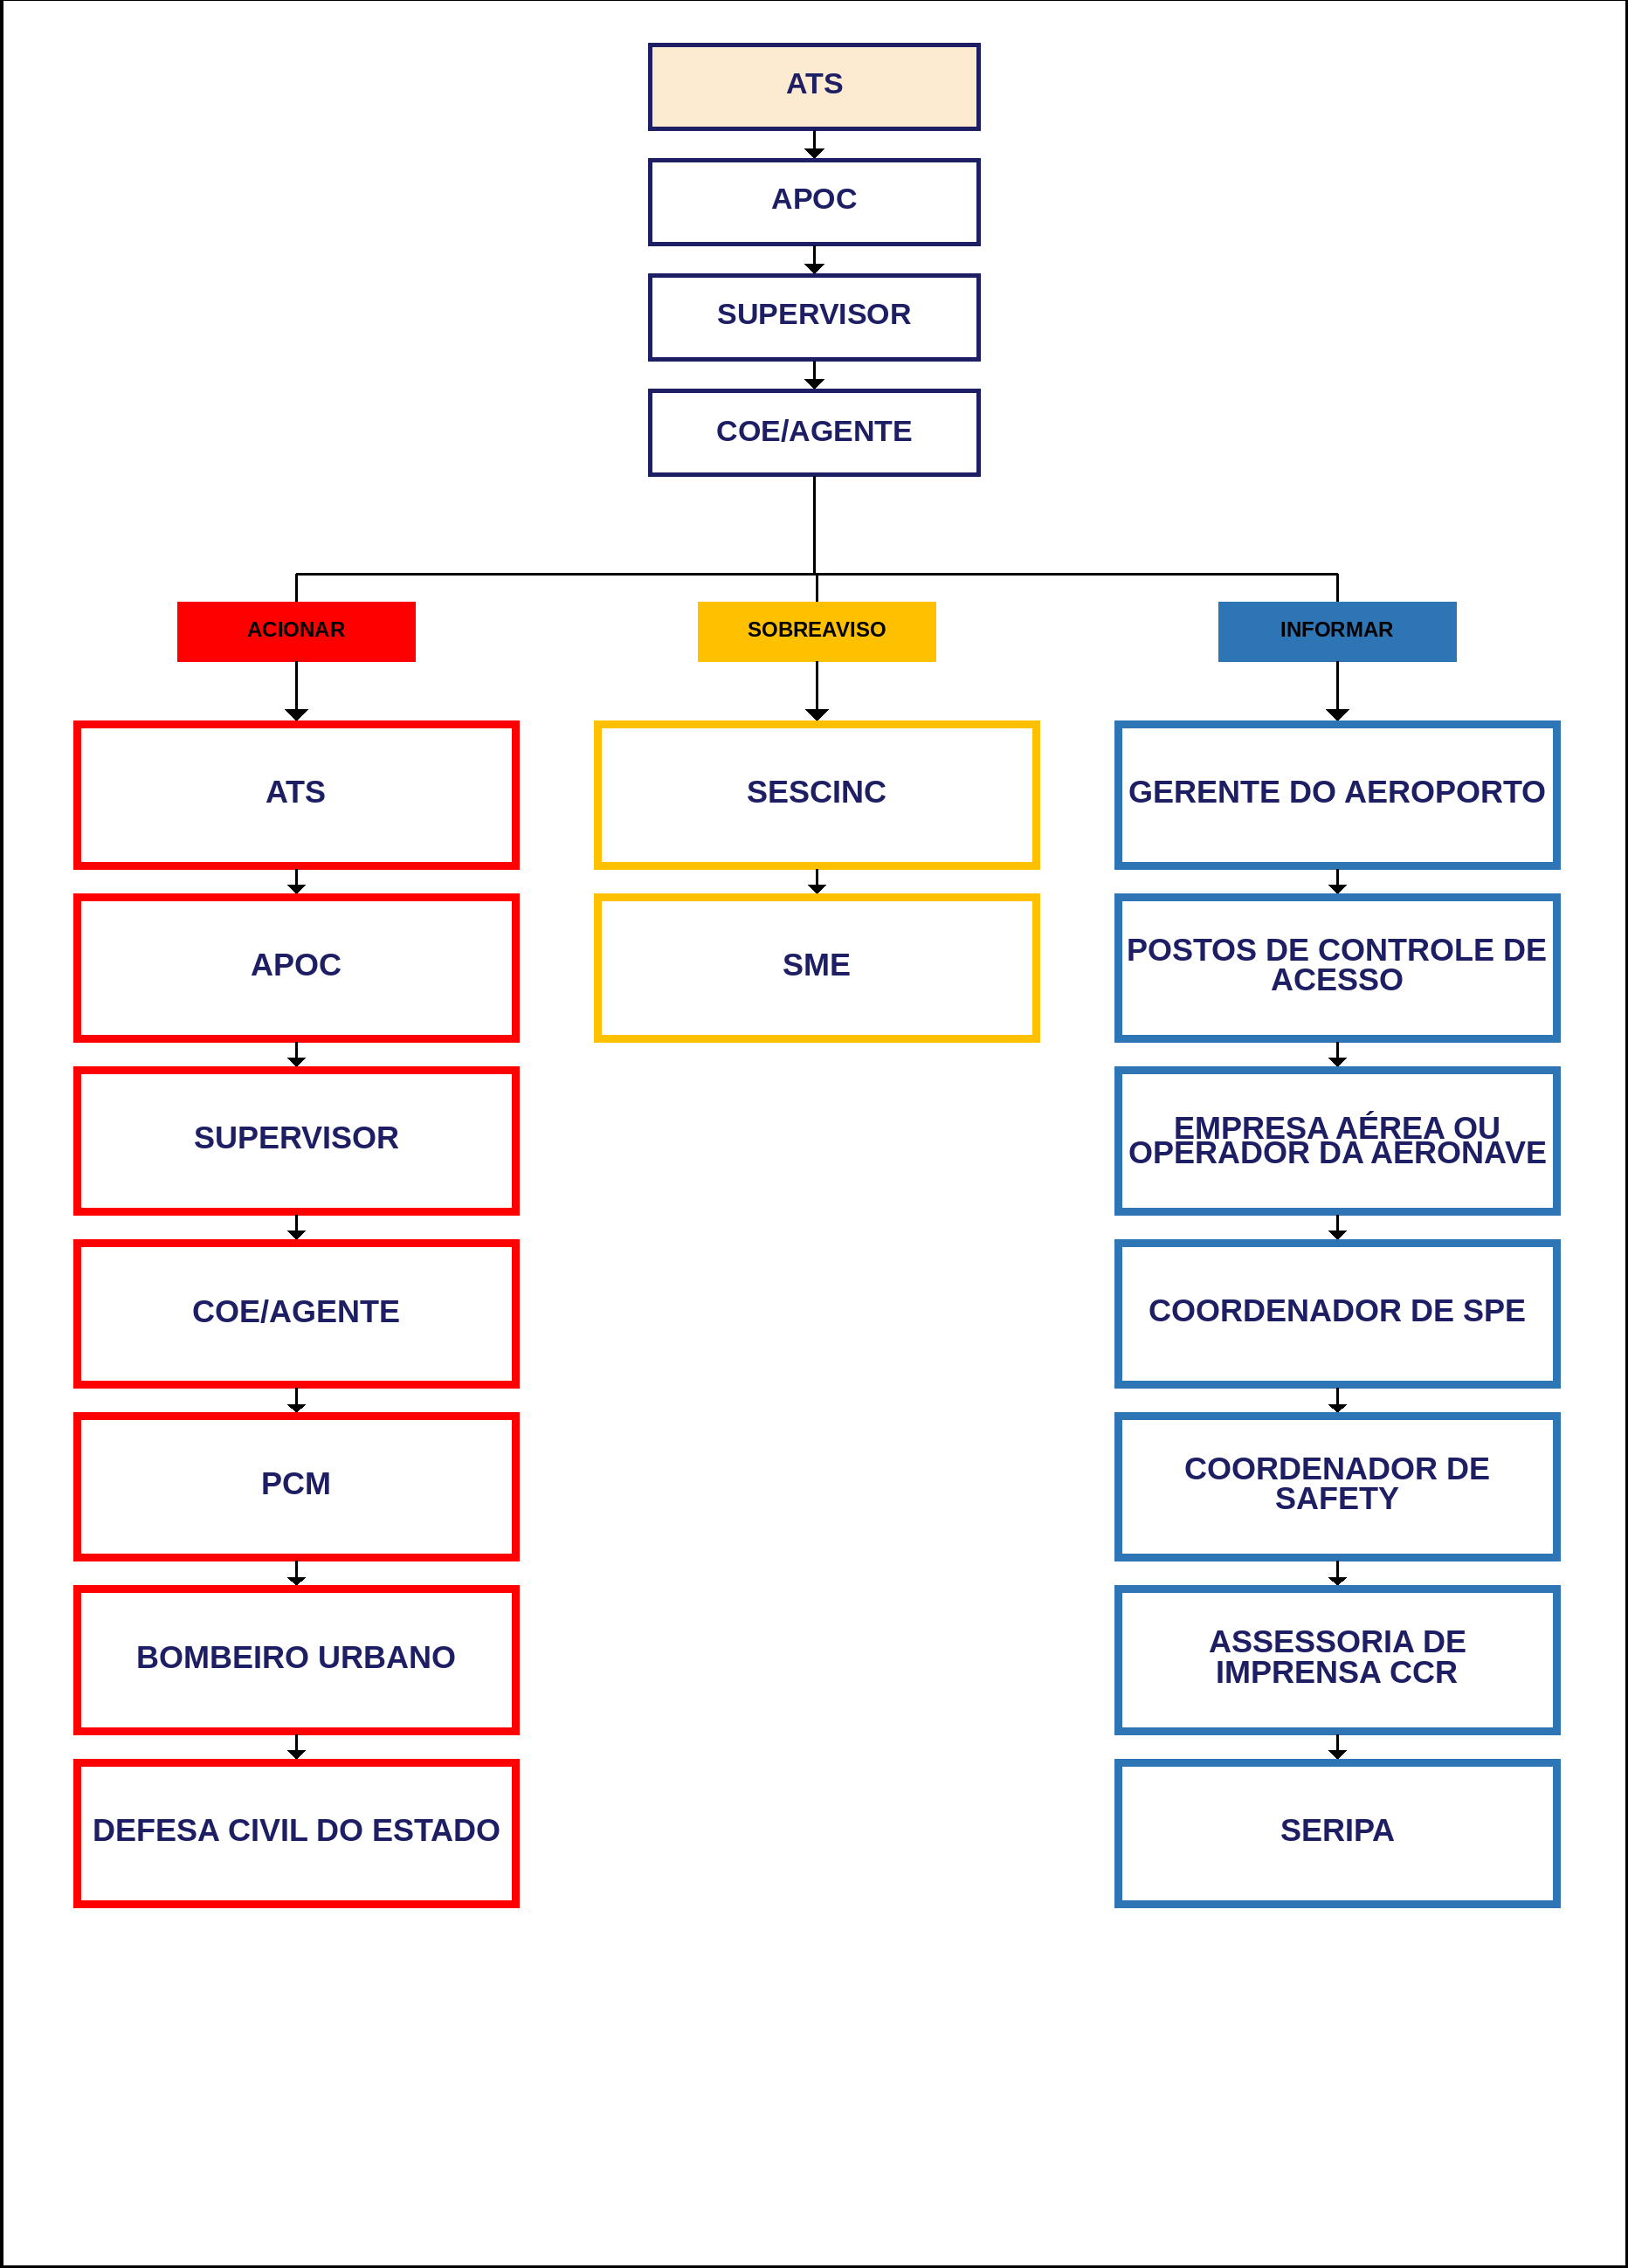 ATS
APOC
SUPERVISOR
COE/AGENTE
ACIONAR
SOBREAVISO
INFORMAR
ATS
APOC
SUPERVISOR
COE/AGENTE
PCM
BOMBEIRO URBANO
DEFESA CIVIL DO ESTADO
SESCINC
SME
GERENTE DO AEROPORTO
POSTOS DE CONTROLE DE
ACESSO
EMPRESA AÉREA OU
OPERADOR DA AERONAVE
COORDENADOR DE SPE
COORDENADOR DE
SAFETY
ASSESSORIA DE
IMPRENSA CCR
SERIPA